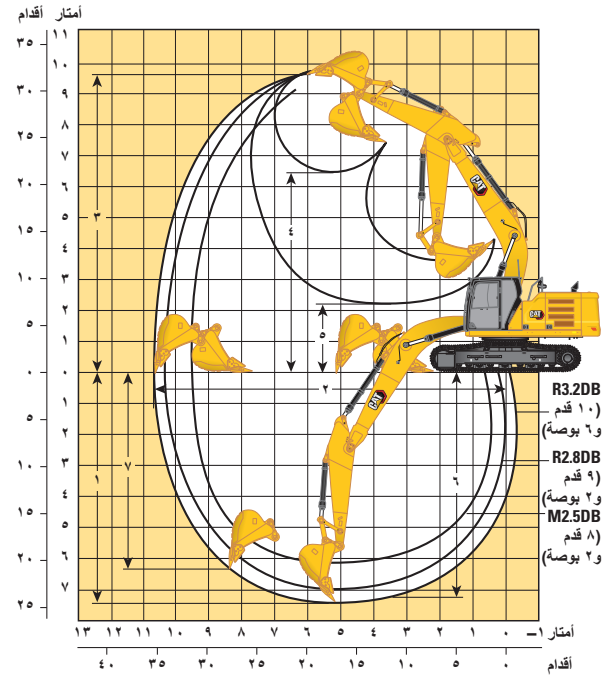 أقدام أمتار
٣٥
٣٠
٢٥
٢٠
١٥
١٠
٥
٠
٥
١٠
١٥
٢٠
٢٥
١١
١٠
٩
٨
٧
٦
٥
٤
٣
٢
١
٠
١
٢
٣
٤
٥
٦
٧
٣
٤
٥
٢
١
٧
٦
CAT
CAT
CAT
R3.2DB
(١٠ قدم
و٦ بوصة)
R2.8DB
(٩ قدم
و٢ بوصة)
M2.5DB
(٨ قدم
و٢ بوصة)
١٣ ١٢ ١١ ١٠ ٩ ٨ ٧ ٦ ٥ ٤ ٣ ٢ ١ ٠ ١– أمتار
٤٠ ٣٥ ٣٠ ٢٥ ٢٠ ١٥ ١٠ ٥ ٠ أقدام